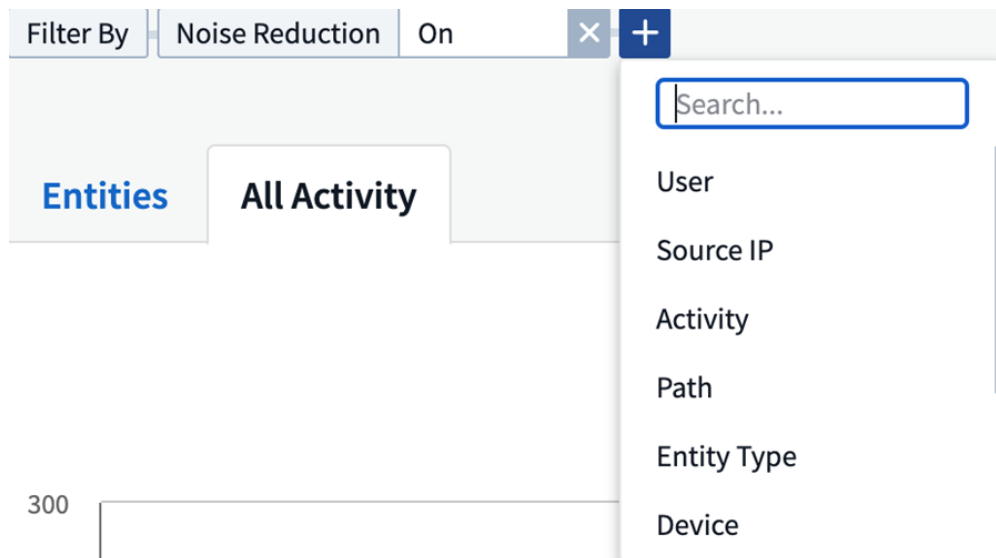 Filter By Noise Reduction On × +
Search...
User
Entities All Activity
Source IP
Activity
Path
Entity Type
300
Device